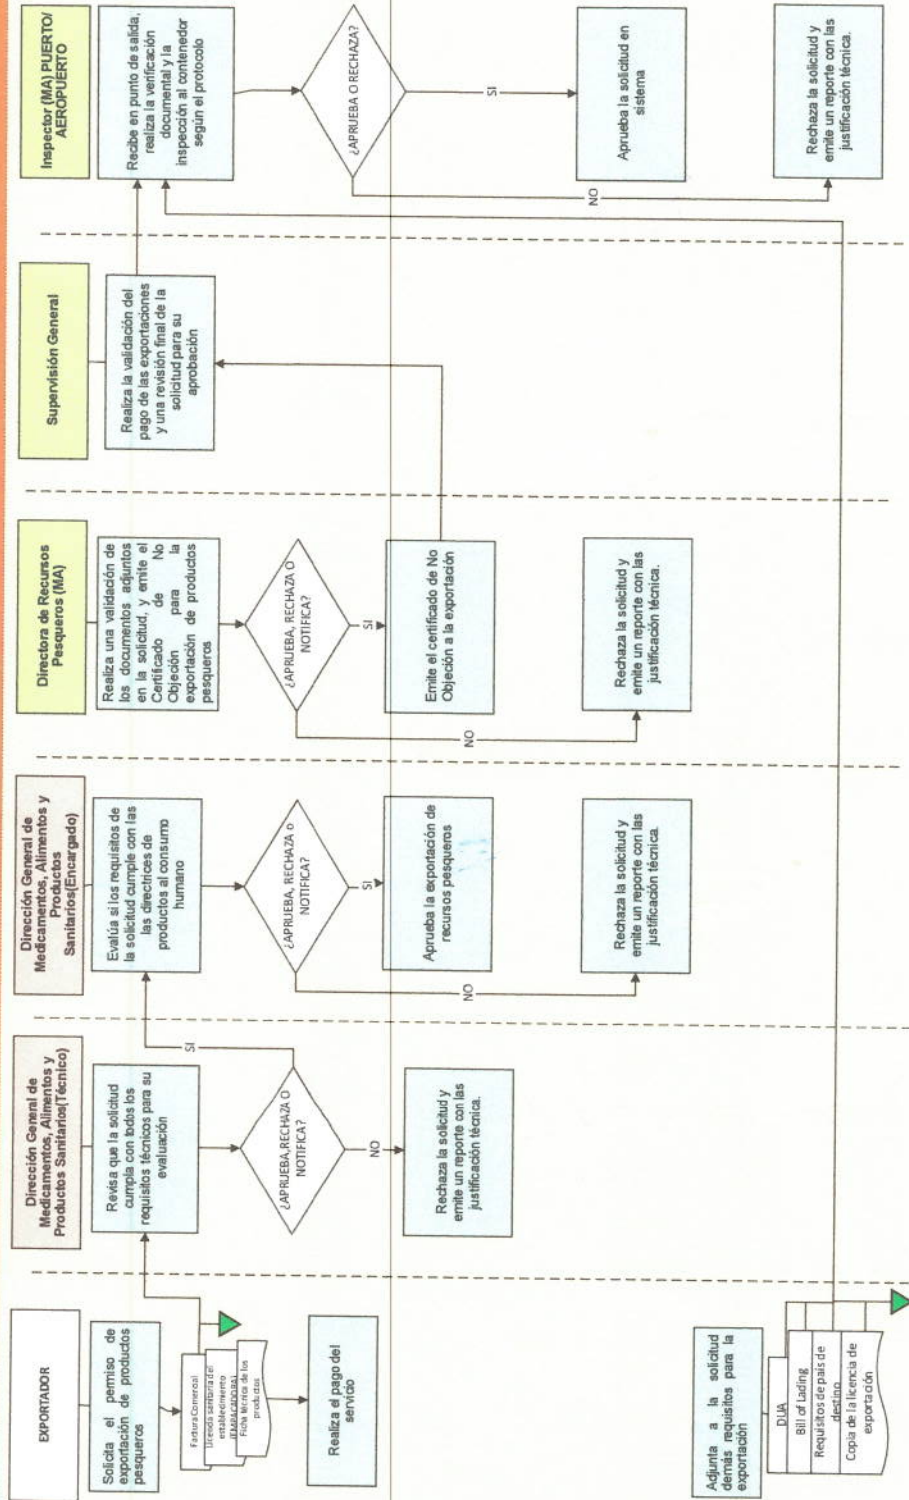 EXPORTADOR
Solicita el permiso de
exportación de productos
pesqueros
Factura Comercial
Licencia sanitaria del
establecimiento
(EMPACADORA)
Ficha técnica de los
productos
Realiza el pago del
servicio
Adjunta a la solicitud
demás requisitos para la
exportación
DUA
Bill of Lading
Requisitos de país de
destino
Copia de la licencia de
exportación
Dirección General de
Medicamentos, Alimentos y
Productos Sanitarios(Técnico)
Revisa que la solicitud
cumpla con todos los
requisitos técnicos para su
evaluación
¿APRUEBA,RECHAZA O
NOTIFICA?
SI
NO
Rechaza la solicitud y
emite un reporte con las
justificación técnica.
Dirección General de
Medicamentos, Alimentos y
Productos
Sanitarios(Encargado)
Evalúa si los requisitos de
la solicitud cumple con las
las directrices de
productos al consumo
humano
¿APRUEBA, RECHAZA o
NOTIFICA?
SI
Aprueba la exportación de
recursos pesqueros
NO
Rechaza la solicitud y
emite un reporte con las
justificación técnica.
Directora de Recursos
Pesqueros (MA)
Realiza una validación de
los documentos adjuntos
en la solicitud, y emite el
Certificado de No
Objeción para la
exportación de productos
pesqueros
¿APRUEBA, RECHAZA O
NOTIFICA?
SI
Emite el certificado de No
Objeción a la exportación
NO
Rechaza la solicitud y
emite un reporte con las
justificación técnica.
Supervisión General
Realiza la validación del
pago de las exportaciones
y una revisión final de la
solicitud para su
aprobación
Inspector (MA) PUERTO/
AEROPUERTO
Recibe en punto de salida,
realiza la verificación
documental y la
inspección al contenedor
según el protocolo
¿APRUEBA O RECHAZA?
SI
Aprueba la solicitud en
sistema
NO
Rechaza la solicitud y
emite un reporte con las
justificación técnica.